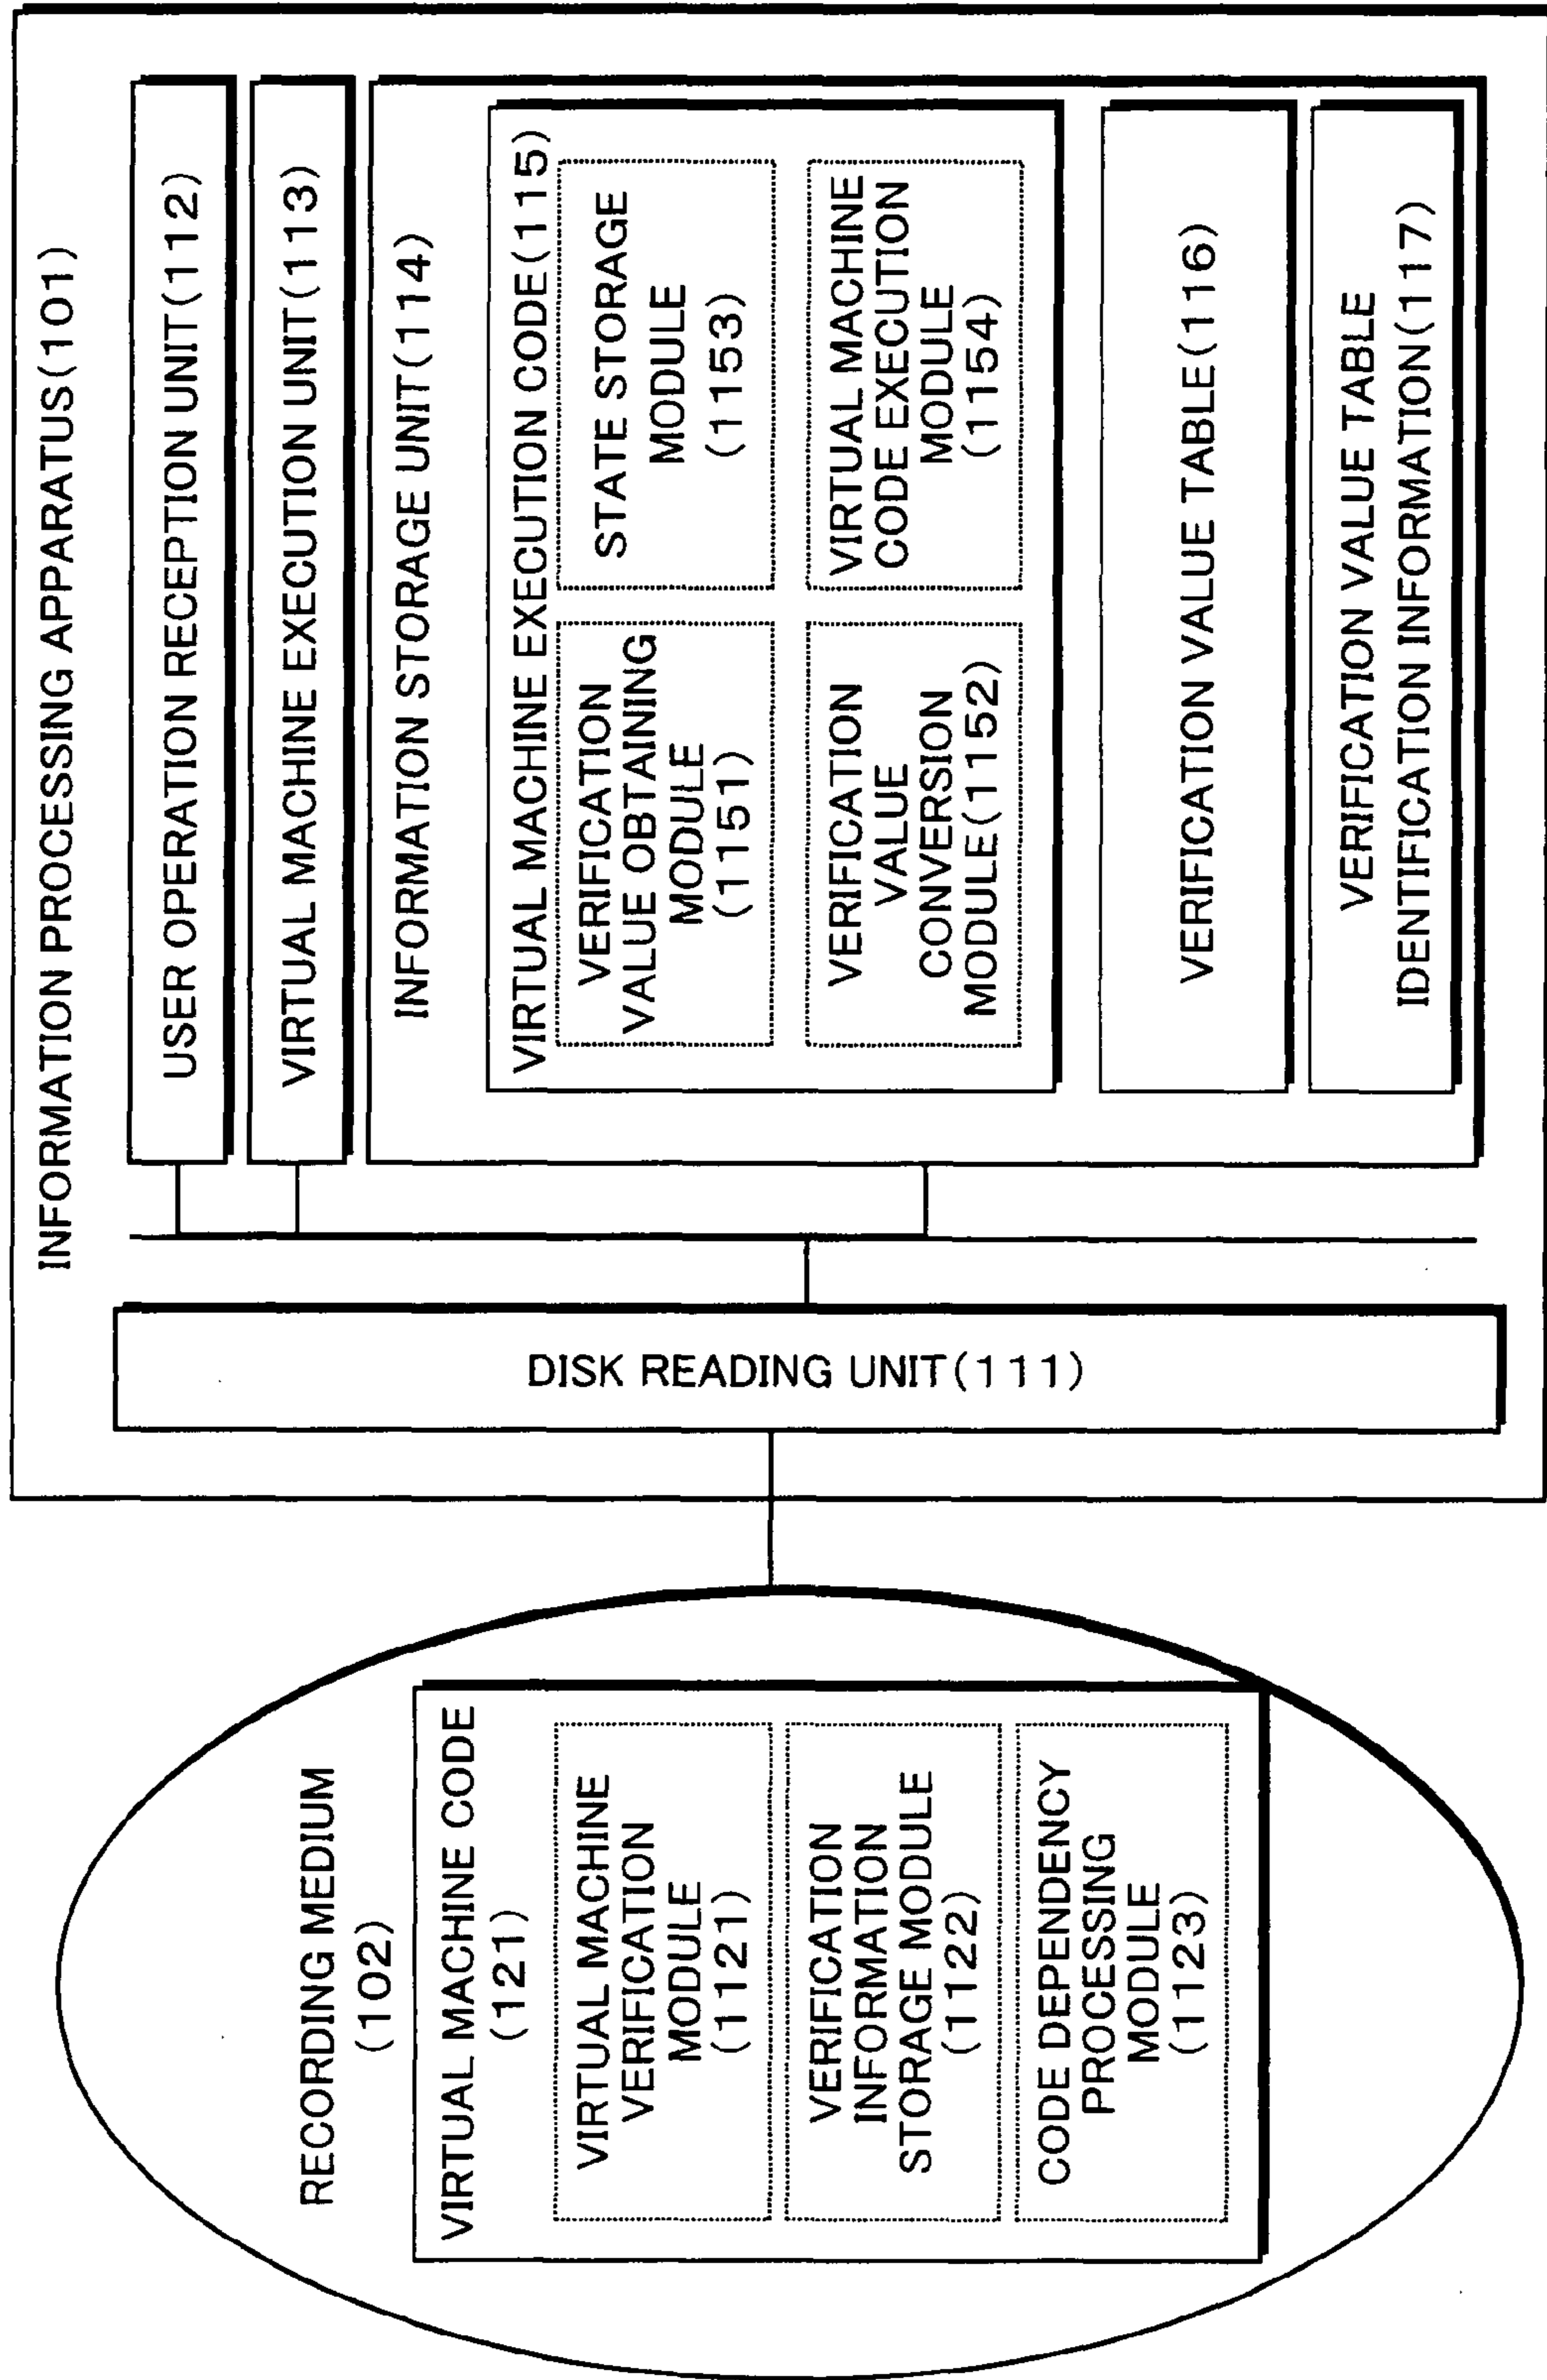 RECORDING MEDIUM
(102)
VIRTUAL MACHINE CODE
(121)
VIRTUAL MACHINE
VERIFICATION
MODULE
(1121)
VERIFICATION
INFORMATION
STORAGE MODULE
(1122)
CODE DEPENDENCY
PROCESSING
MODULE
(1123)
INFORMATION PROCESSING APPARATUS(101)
DISK READING UNIT(111)
USER OPERATION RECEPTION UNIT(112)
VIRTUAL MACHINE EXECUTION UNIT(113)
INFORMATION STORAGE UNIT(114)
VIRTUAL MACHINE EXECUTION CODE(115)
VERIFICATION
VALUE OBTAINING
MODULE
(1151)
STATE STORAGE
MODULE
(1153)
VERIFICATION
VALUE
CONVERSION
MODULE(1152)
VIRTUAL MACHINE
CODE EXECUTION
MODULE
(1154)
VERIFICATION VALUE TABLE(116)
VERIFICATION VALUE TABLE
IDENTIFICATION INFORMATION(117)